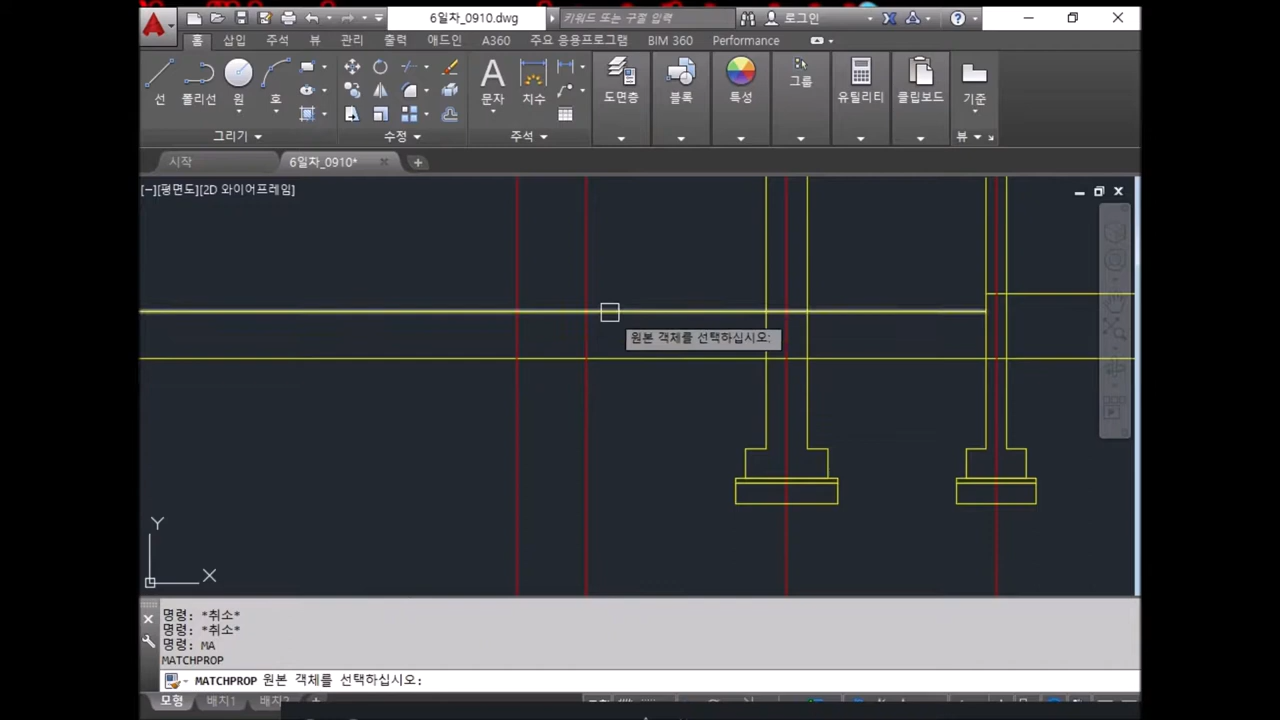 6일차_0910.dwg
키워드 또는 구절 입력
로그인
홈 삽입 주석 뷰 관리 출력 애드인 A360 주요 응용프로그램 BIM 360 Performance
선 폴리선 원 호 문자 치수 도면층 블록 특성 그룹 유틸리티 클립보드 기준
그리기 수정 주석 뷰
시작 6일차_0910*
[−][평면도][2D 와이어프레임]
원본 객체를 선택하십시오:
Y
X
명령: *취소*
명령: *취소*
명령: MA
MATCHPROP
MATCHPROP 원본 객체를 선택하십시오:
모형 배치1 배치2